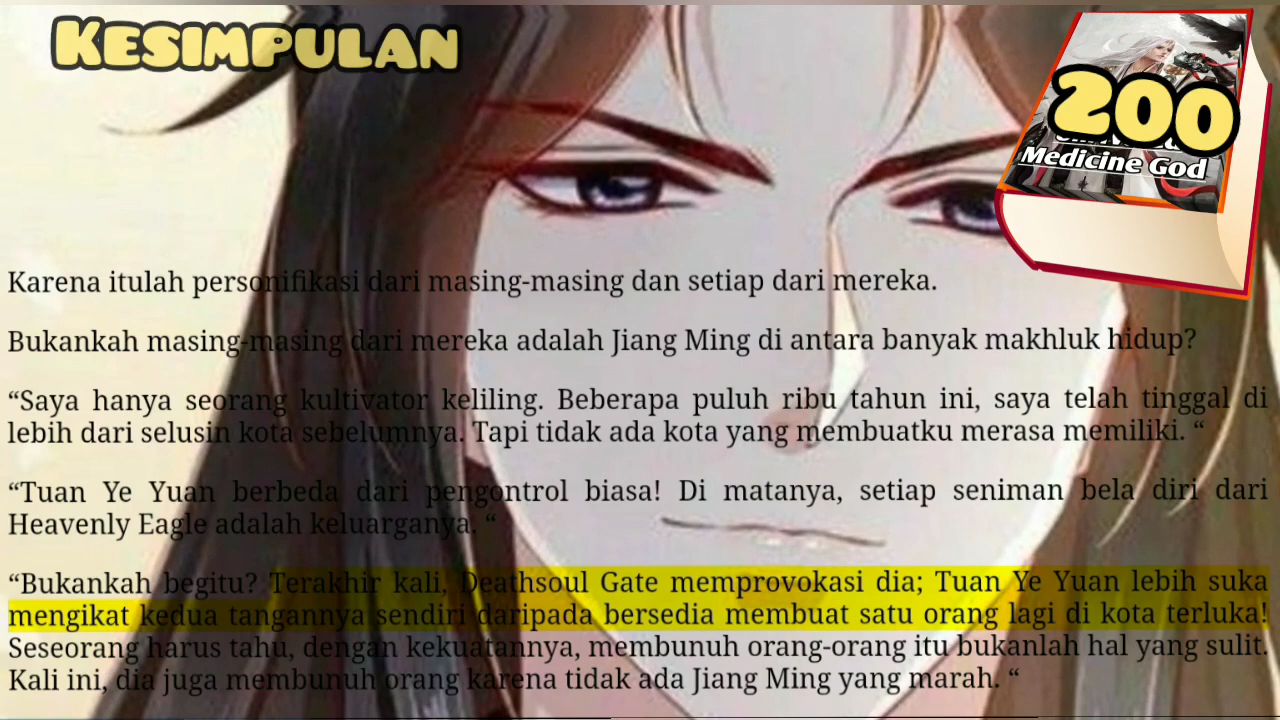 KESIMPULAN
200
Medicine God
Karena itulah personifikasi dari masing-masing dan setiap dari mereka.
Bukankah masing-masing dari mereka adalah Jiang Ming di antara banyak makhluk hidup?
“Saya hanya seorang kultivator keliling. Beberapa puluh ribu tahun ini, saya telah tinggal di
lebih dari selusin kota sebelumnya. Tapi tidak ada kota yang membuatku merasa memiliki. “
“Tuan Ye Yuan berbeda dari pengontrol biasa! Di matanya, setiap seniman bela diri dari
Heavenly Eagle adalah keluarganya. “
“Bukankah begitu? Terakhir kali, Deathsoul Gate memprovokasi dia; Tuan Ye Yuan lebih suka
mengikat kedua tangannya sendiri daripada bersedia membuat satu orang lagi di kota terluka!
Seseorang harus tahu, dengan kekuatannya, membunuh orang-orang itu bukanlah hal yang sulit.
Kali ini, dia juga membunuh orang karena tidak ada Jiang Ming yang marah. “